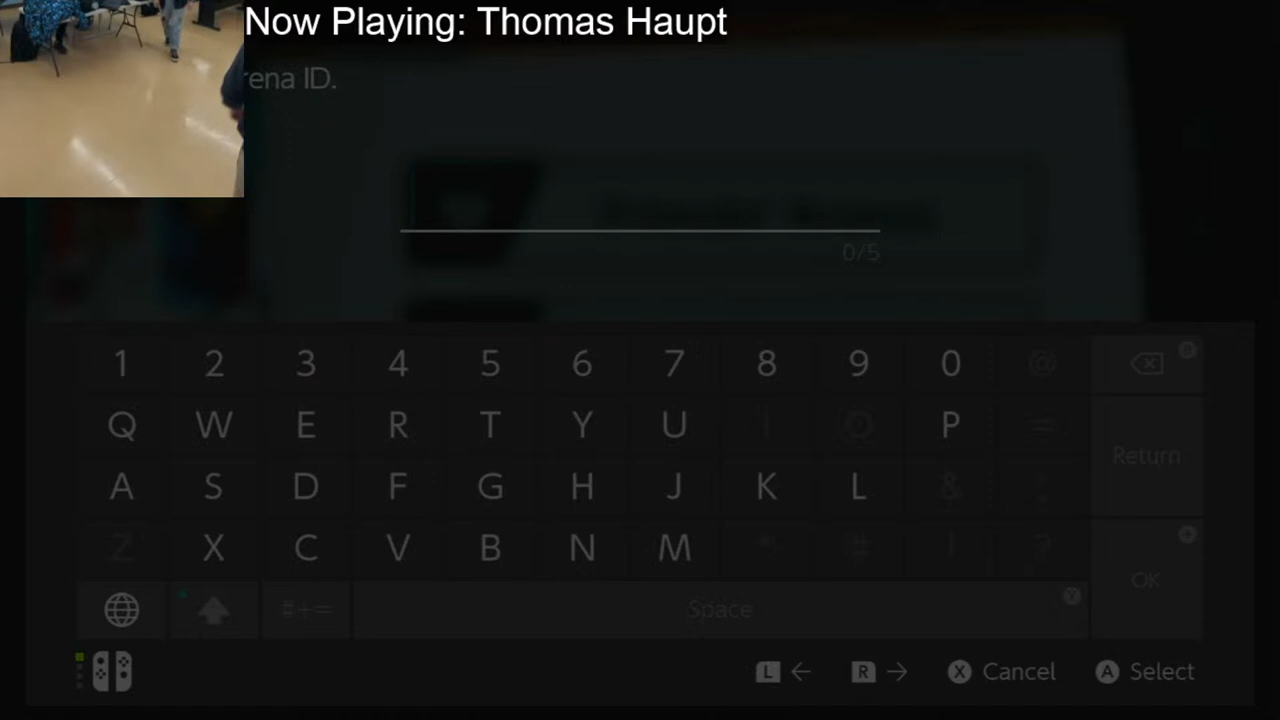 Now Playing: Thomas Haupt
rena ID.
0/5
1 2 3 4 5 6 7 8 9 0 @
Q W E R T Y U I O P =
Return
A S D F G H J K L &
Z X C V B N M * # ! ?
OK
#+= Space Y
L ← R → X Cancel A Select